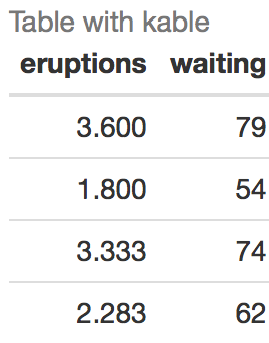 Table with kable
eruptions waiting
3.600 79
1.800 54
3.333 74
2.283 62